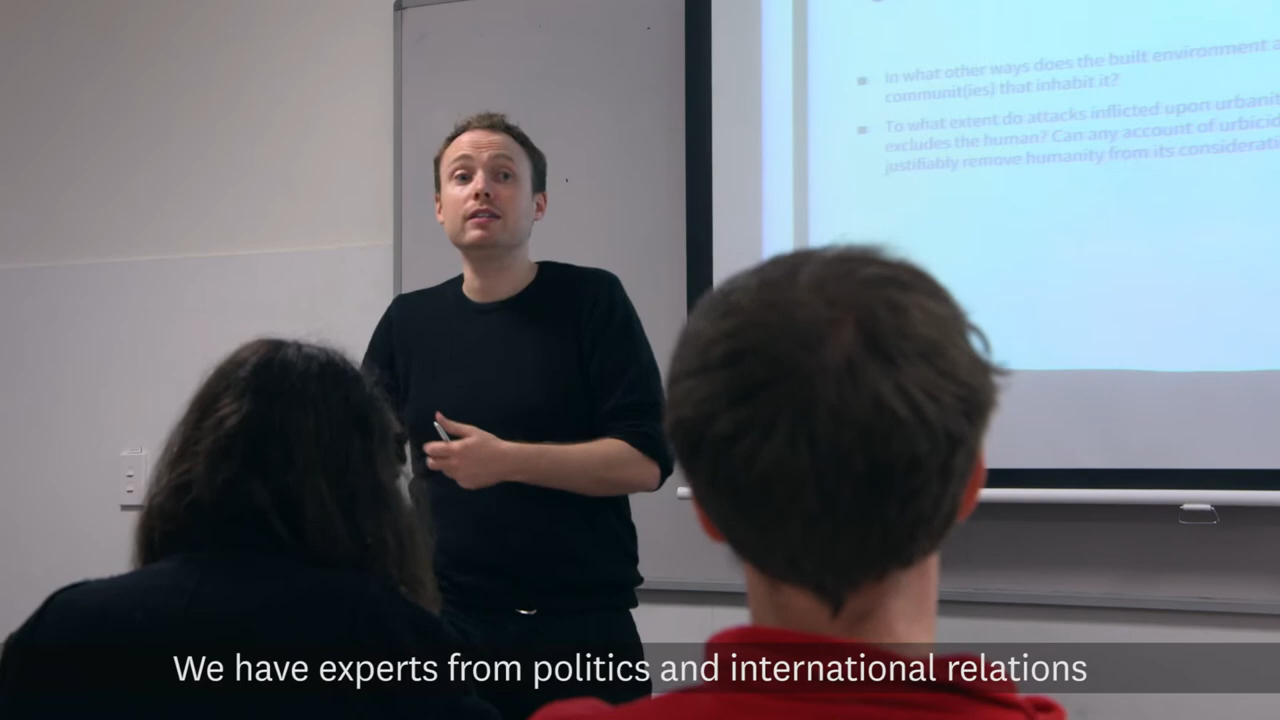 In what other ways does the built environment
communit(ies) that inhabit it?
To what extent do attacks inflicted upon
excludes the human? Can any account of
justifiably remove humanity from its
We have experts from politics and international relations